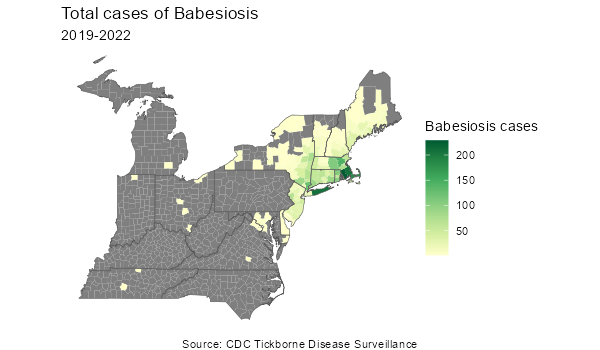 Total cases of Babesiosis
2019-2022
Babesiosis cases
200
150
100
50
Source: CDC Tickborne Disease Surveillance